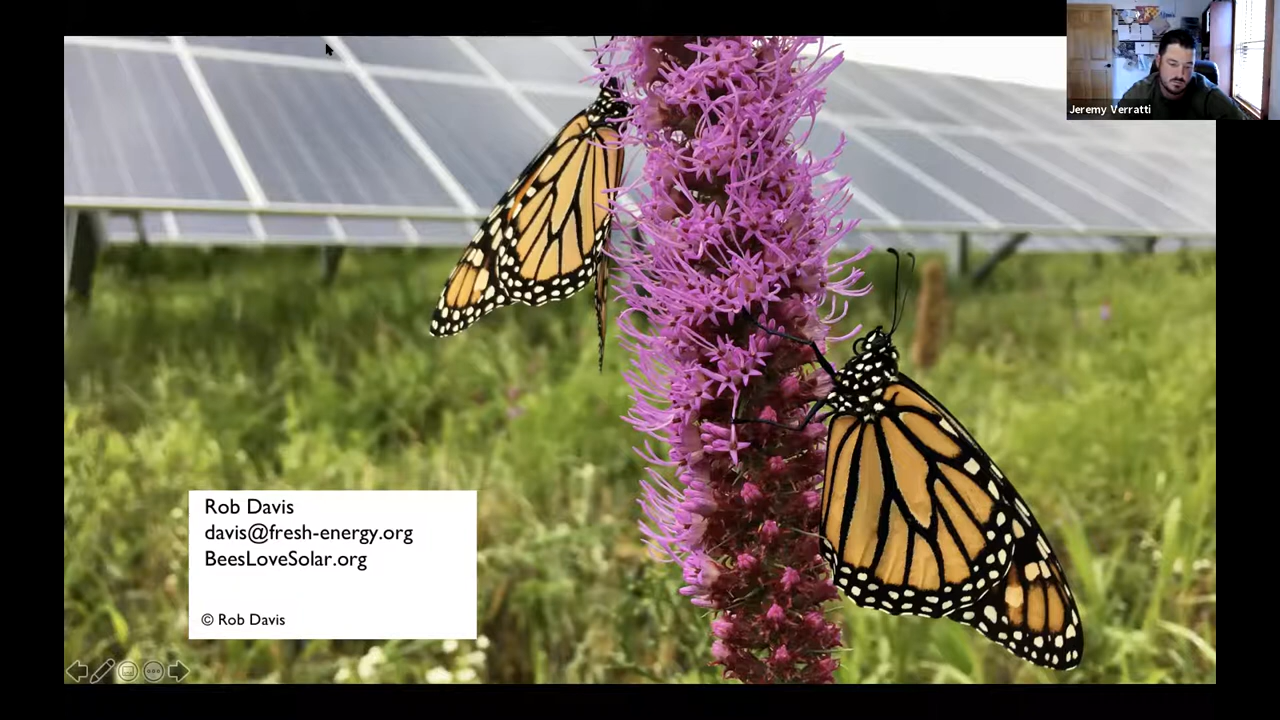 Jeremy Verratti
Rob Davis
davis@fresh-energy.org
BeesLoveSolar.org
© Rob Davis